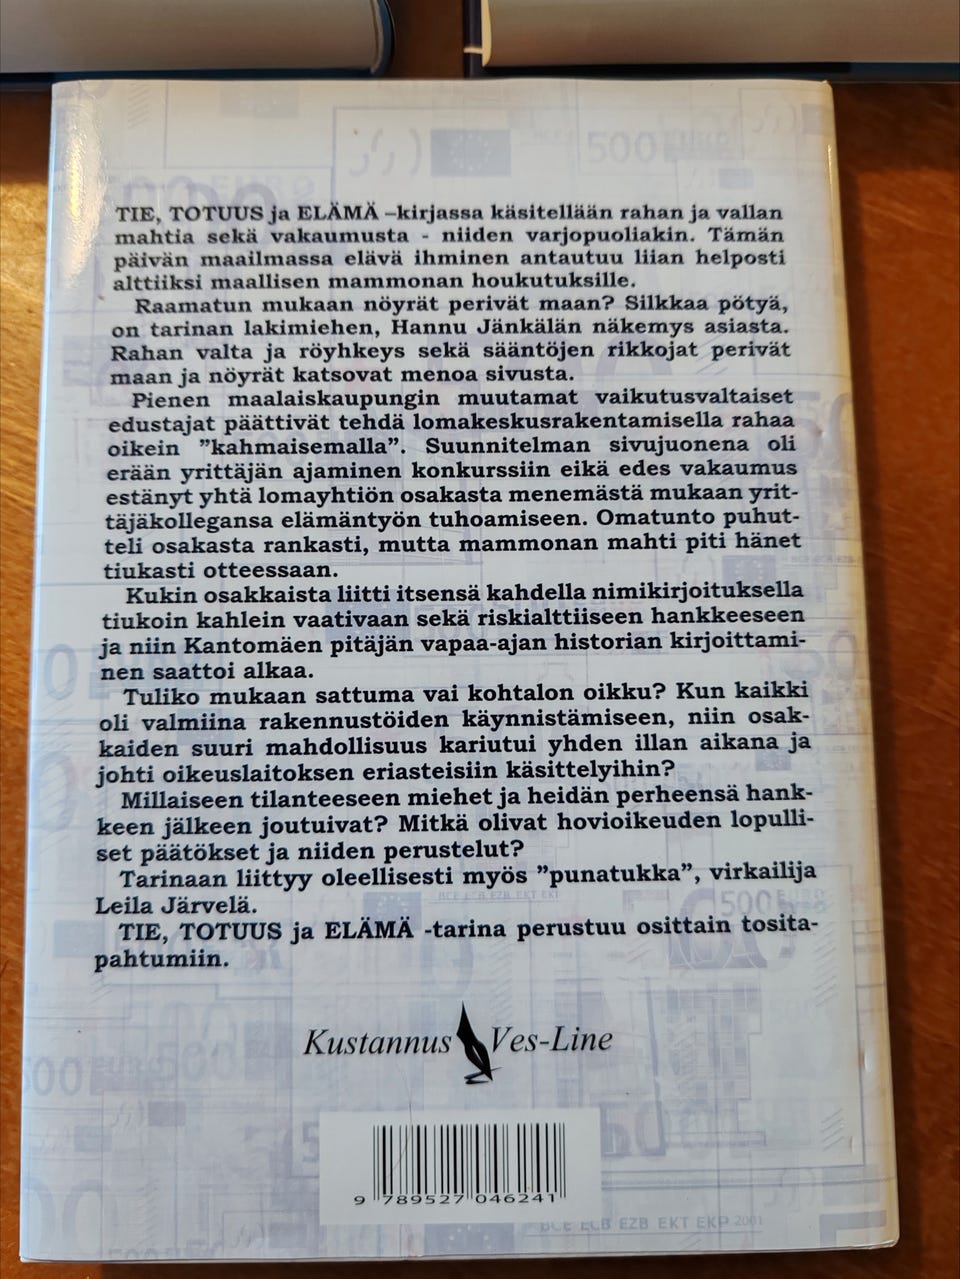 TIE, TOTUUS ja ELÄMÄ –kirjassa käsitellään rahan ja vallan
mahtia sekä vakaumusta - niiden varjopuoliakin. Tämän
päivän maailmassa elävä ihminen antautuu liian helposti
alttiiksi maallisen mammonan houkutuksille.
Raamatun mukaan nöyrät perivät maan? Silkkaa pötyä,
on tarinan lakimiehen, Hannu Jänkälän näkemys asiasta.
Rahan valta ja röyhkeys sekä sääntöjen rikkojat perivät
maan ja nöyrät katsovat menoa sivusta.
Pienen maalaiskaupungin muutamat vaikutusvaltaiset
edustajat päättivät tehdä lomakeskusrakentamisella rahaa
oikein ”kahmaisemalla”. Suunnitelman sivujuonena oli
erään yrittäjän ajaminen konkurssiin eikä edes vakaumus
estänyt yhtä lomayhtiön osakasta menemästä mukaan yrit-
täjäkollegansa elämäntyön tuhoamiseen. Omatunto puhut-
teli osakasta rankasti, mutta mammonan mahti piti hänet
tiukasti otteessaan.
Kukin osakkaista liitti itsensä kahdella nimikirjoituksella
tiukoin kahlein vaativaan sekä riskialttiiseen hankkeeseen
ja niin Kantomäen pitäjän vapaa-ajan historian kirjoittami-
nen saattoi alkaa.
Tuliko mukaan sattuma vai kohtalon oikku? Kun kaikki
oli valmiina rakennustöiden käynnistämiseen, niin osak-
kaiden suuri mahdollisuus kariutui yhden illan aikana ja
johti oikeuslaitoksen eriasteisiin käsittelyihin?
Millaiseen tilanteeseen miehet ja heidän perheensä hank-
keen jälkeen joutuivat? Mitkä olivat hovioikeuden lopulli-
set päätökset ja niiden perustelut?
Tarinaan liittyy oleellisesti myös ”punatukka”, virkailija
Leila Järvelä.
TIE, TOTUUS ja ELÄMÄ -tarina perustuu osittain tosita-
pahtumiin.
Kustannus Ves-Line
9 789527 046241
BCE ECB EZB EKT EKP 2001